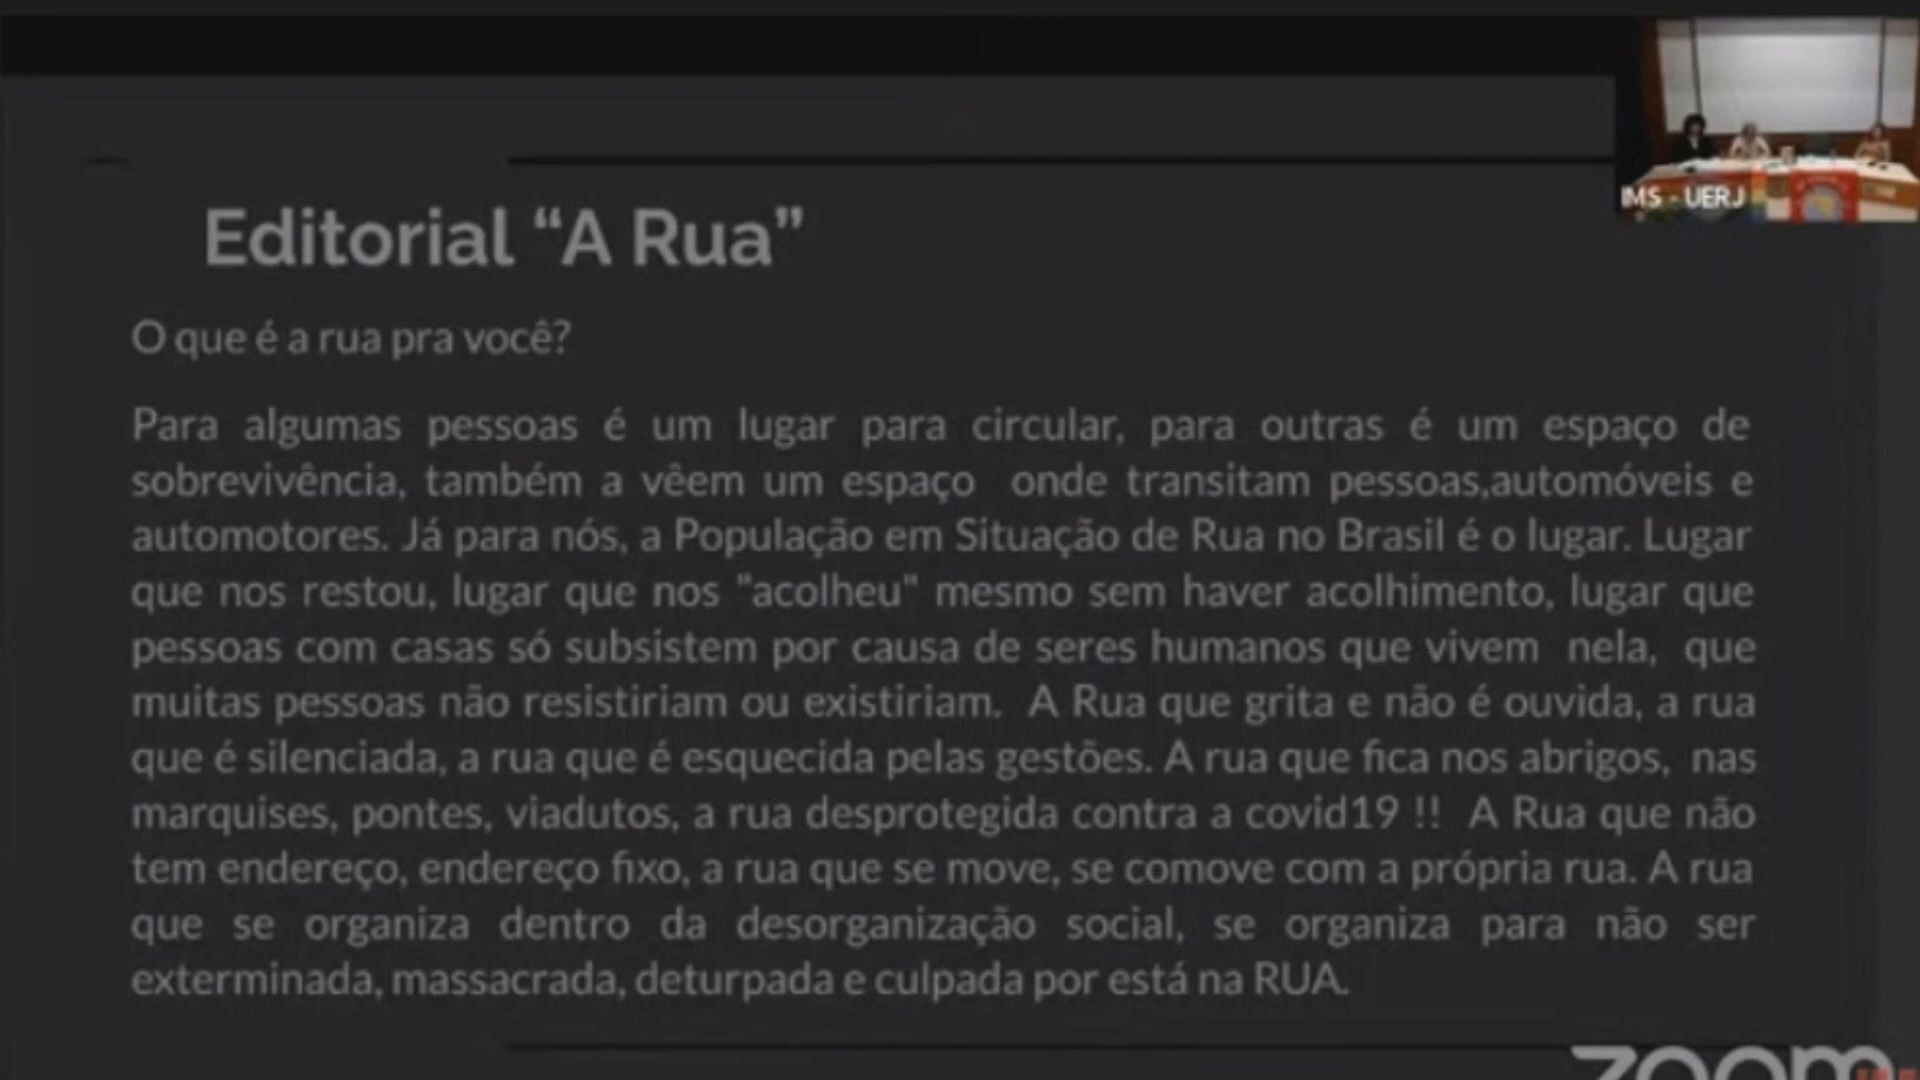 IMS - UERJ
Editorial “A Rua”
O que é a rua pra você?
Para algumas pessoas é um lugar para circular, para outras é um espaço de
sobrevivência, também a vêem um espaço onde transitam pessoas,automóveis e
automotores. Já para nós, a População em Situação de Rua no Brasil é o lugar. Lugar
que nos restou, lugar que nos "acolheu" mesmo sem haver acolhimento, lugar que
pessoas com casas só subsistem por causa de seres humanos que vivem nela, que
muitas pessoas não resistiriam ou existiriam. A Rua que grita e não é ouvida, a rua
que é silenciada, a rua que é esquecida pelas gestões. A rua que fica nos abrigos, nas
marquises, pontes, viadutos, a rua desprotegida contra a covid19 !! A Rua que não
tem endereço, endereço fixo, a rua que se move, se comove com a própria rua. A rua
que se organiza dentro da desorganização social, se organiza para não ser
exterminada, massacrada, deturpada e culpada por está na RUA.
zoom